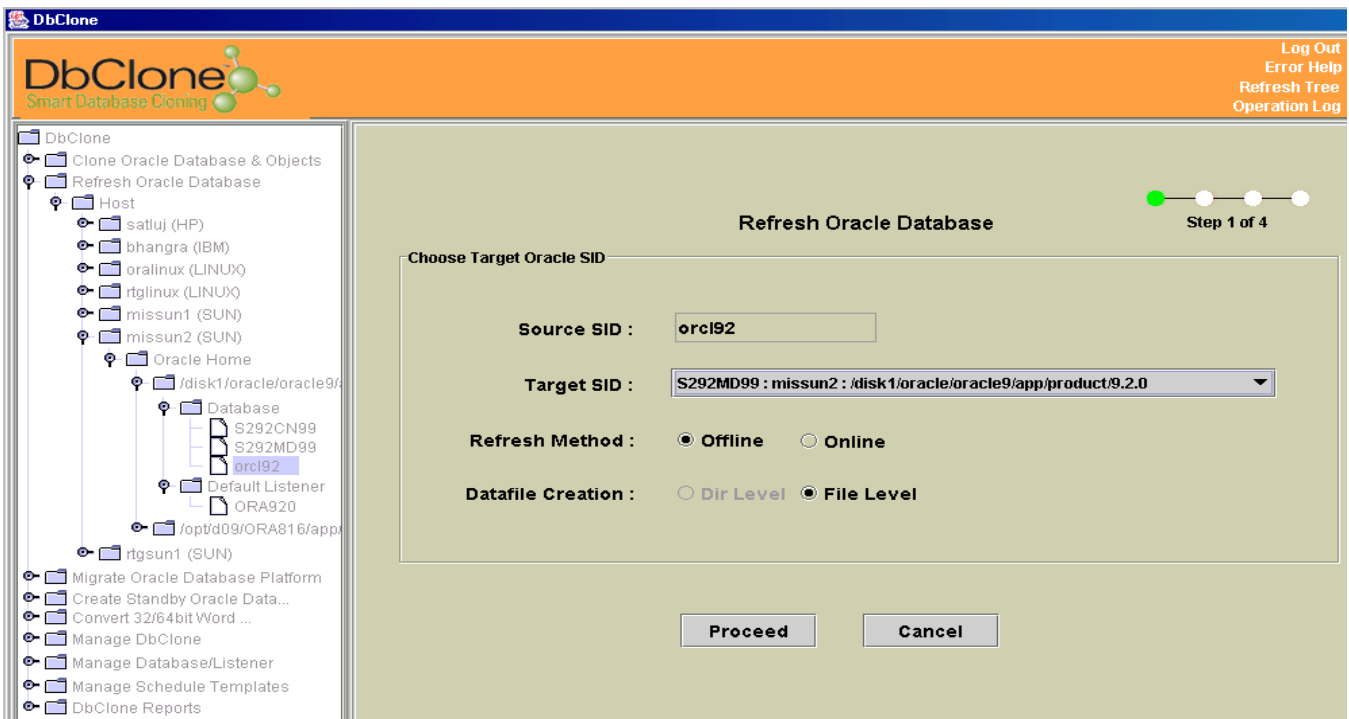 DbClone
DbClone
Smart Database Cloning
Log Out
Error Help
Refresh Tree
Operation Log
DbClone
Clone Oracle Database & Objects
Refresh Oracle Database
Host
satluj (HP)
bhangra (IBM)
oralinux (LINUX)
rtglinux (LINUX)
missun1 (SUN)
missun2 (SUN)
Oracle Home
/disk1/oracle/oracle9/
Database
S292CN99
S292MD99
orcl92
Default Listener
ORA920
/opt/d09/ORA816/app/
rtgsun1 (SUN)
Migrate Oracle Database Platform
Create Standby Oracle Data...
Convert 32/64bit Word ...
Manage DbClone
Manage Database/Listener
Manage Schedule Templates
DbClone Reports
Refresh Oracle Database
Step 1 of 4
Choose Target Oracle SID
Source SID : orcl92
Target SID : S292MD99 : missun2 : /disk1/oracle/oracle9/app/product/9.2.0
Refresh Method : Offline Online
Datafile Creation : Dir Level File Level
Proceed Cancel